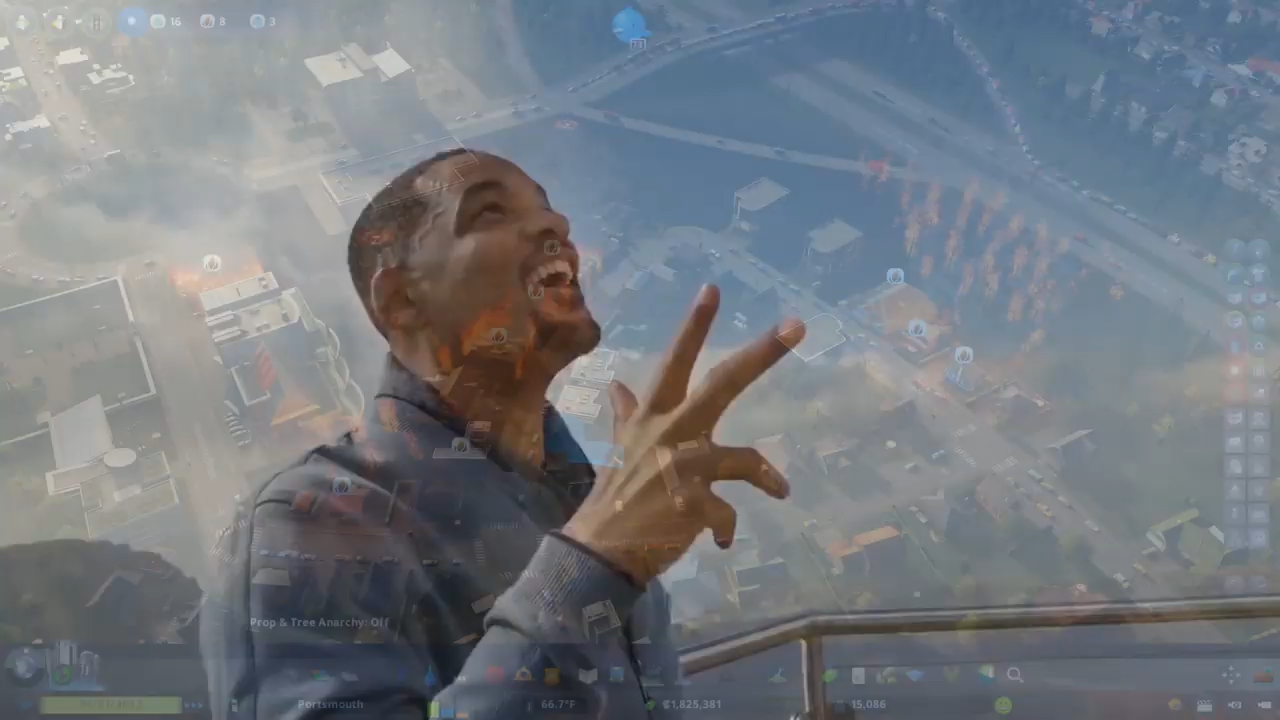 16 8 3
Prop & Tree Anarchy: Off
Portsmouth 66.7°F ₡1,825,381 15,086